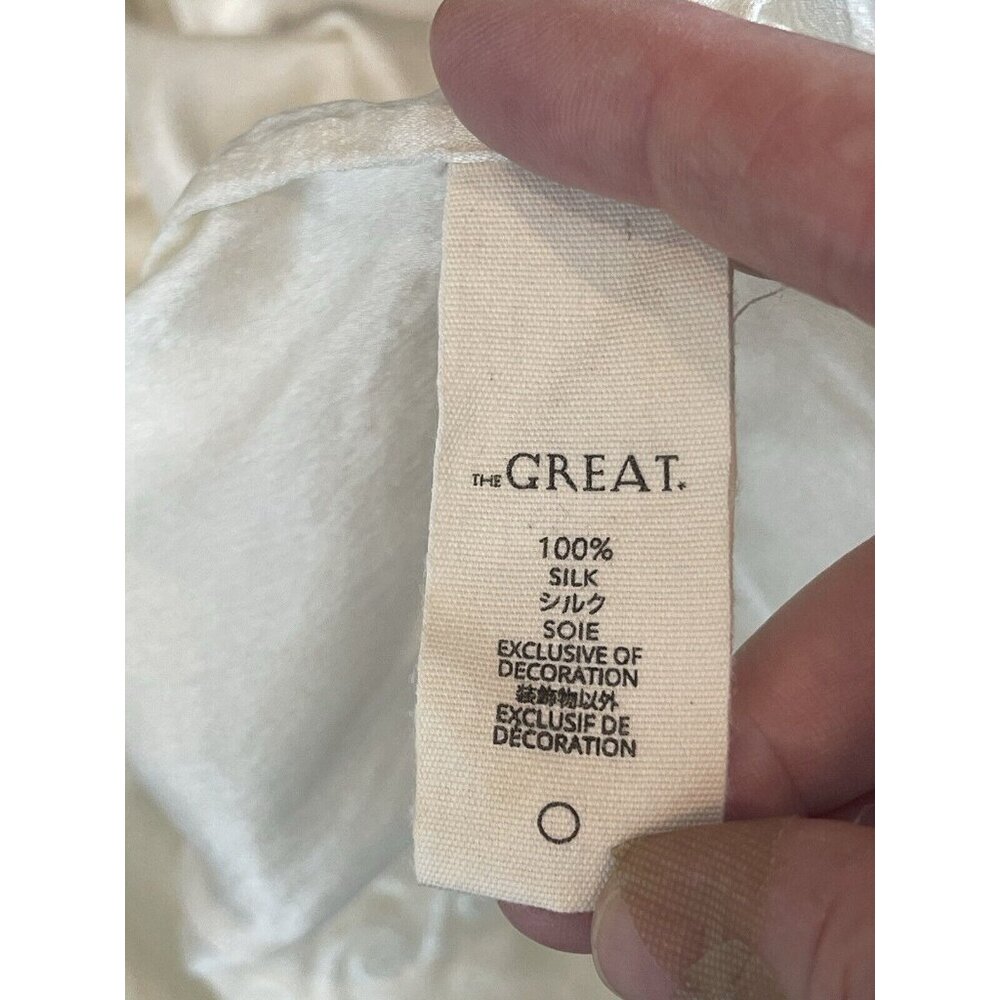 THE GREAT.
100%
SILK
シルク
SOIE
EXCLUSIVE OF
DECORATION
装飾物以外
EXCLUSIF DE
DÉCORATION